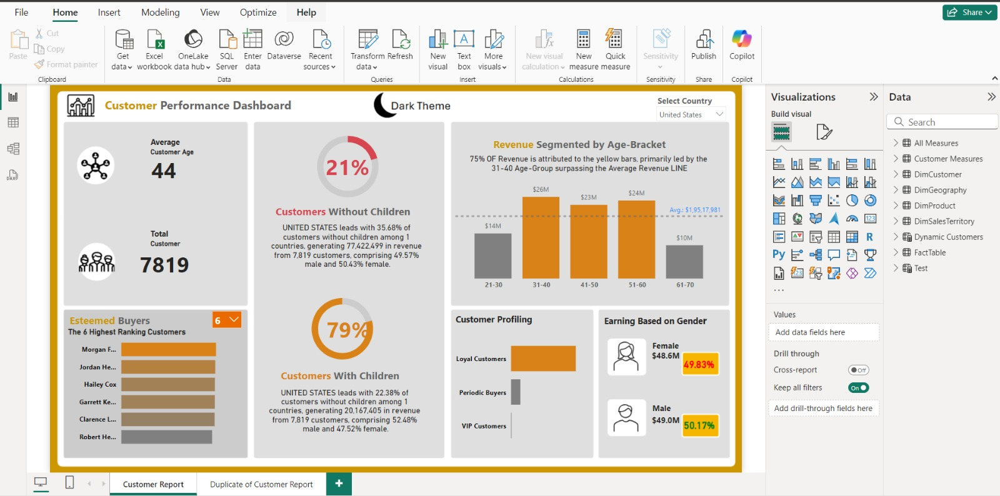 File Home Insert Modeling View Optimize Help Share
Paste
Cut
Copy
Format painter
Clipboard
Get data
Excel workbook
OneLake data hub
SQL Server
Enter data
Dataverse
Recent sources
Data
Transform data
Refresh
Queries
New visual
Text box
More visuals
Insert
New visual calculation
New measure
Quick measure
Calculations
Sensitivity
Sensitivity
Publish
Share
Copilot
Copilot
Customer Performance Dashboard
Dark Theme
Select Country
United States
Average
Customer Age
44
Total
Customer
7819
21%
Customers Without Children
UNITED STATES leads with 35.68% of
customers without children among 1
countries, generating 77,422,499 in revenue
from 7,819 customers, comprising 49.57%
male and 50.43% female.
79%
Customers With Children
UNITED STATES leads with 22.38% of
customers without children among 1
countries, generating 20,167,405 in revenue
from 7,819 customers, comprising 52.48%
male and 47.52% female.
Revenue Segmented by Age-Bracket
75% OF Revenue is attributed to the yellow bars, primarily led by the
31-40 Age-Group surpassing the Average Revenue LINE
$14M
$26M
$23M
$24M
$10M
Avg.: $1,95,17,981
21-30 31-40 41-50 51-60 61-70
Esteemed Buyers
6
The 6 Highest Ranking Customers
Morgan F...
Jordan He...
Hailey Cox
Garrett Ke...
Clarence L...
Robert He...
Customer Profiling
Loyal Customers
Periodic Buyers
VIP Customers
Earning Based on Gender
Female
$48.6M
49.83%
Male
$49.0M
50.17%
Customer Report
Duplicate of Customer Report
Visualizations
Build visual
123
R
Py
123
...
Values
Add data fields here
Drill through
Cross-report
Off
Keep all filters
On
Add drill-through fields here
Data
Search
All Measures
Customer Measures
DimCustomer
DimGeography
DimProduct
DimSalesTerritory
Dynamic Customers
FactTable
Test
DAX